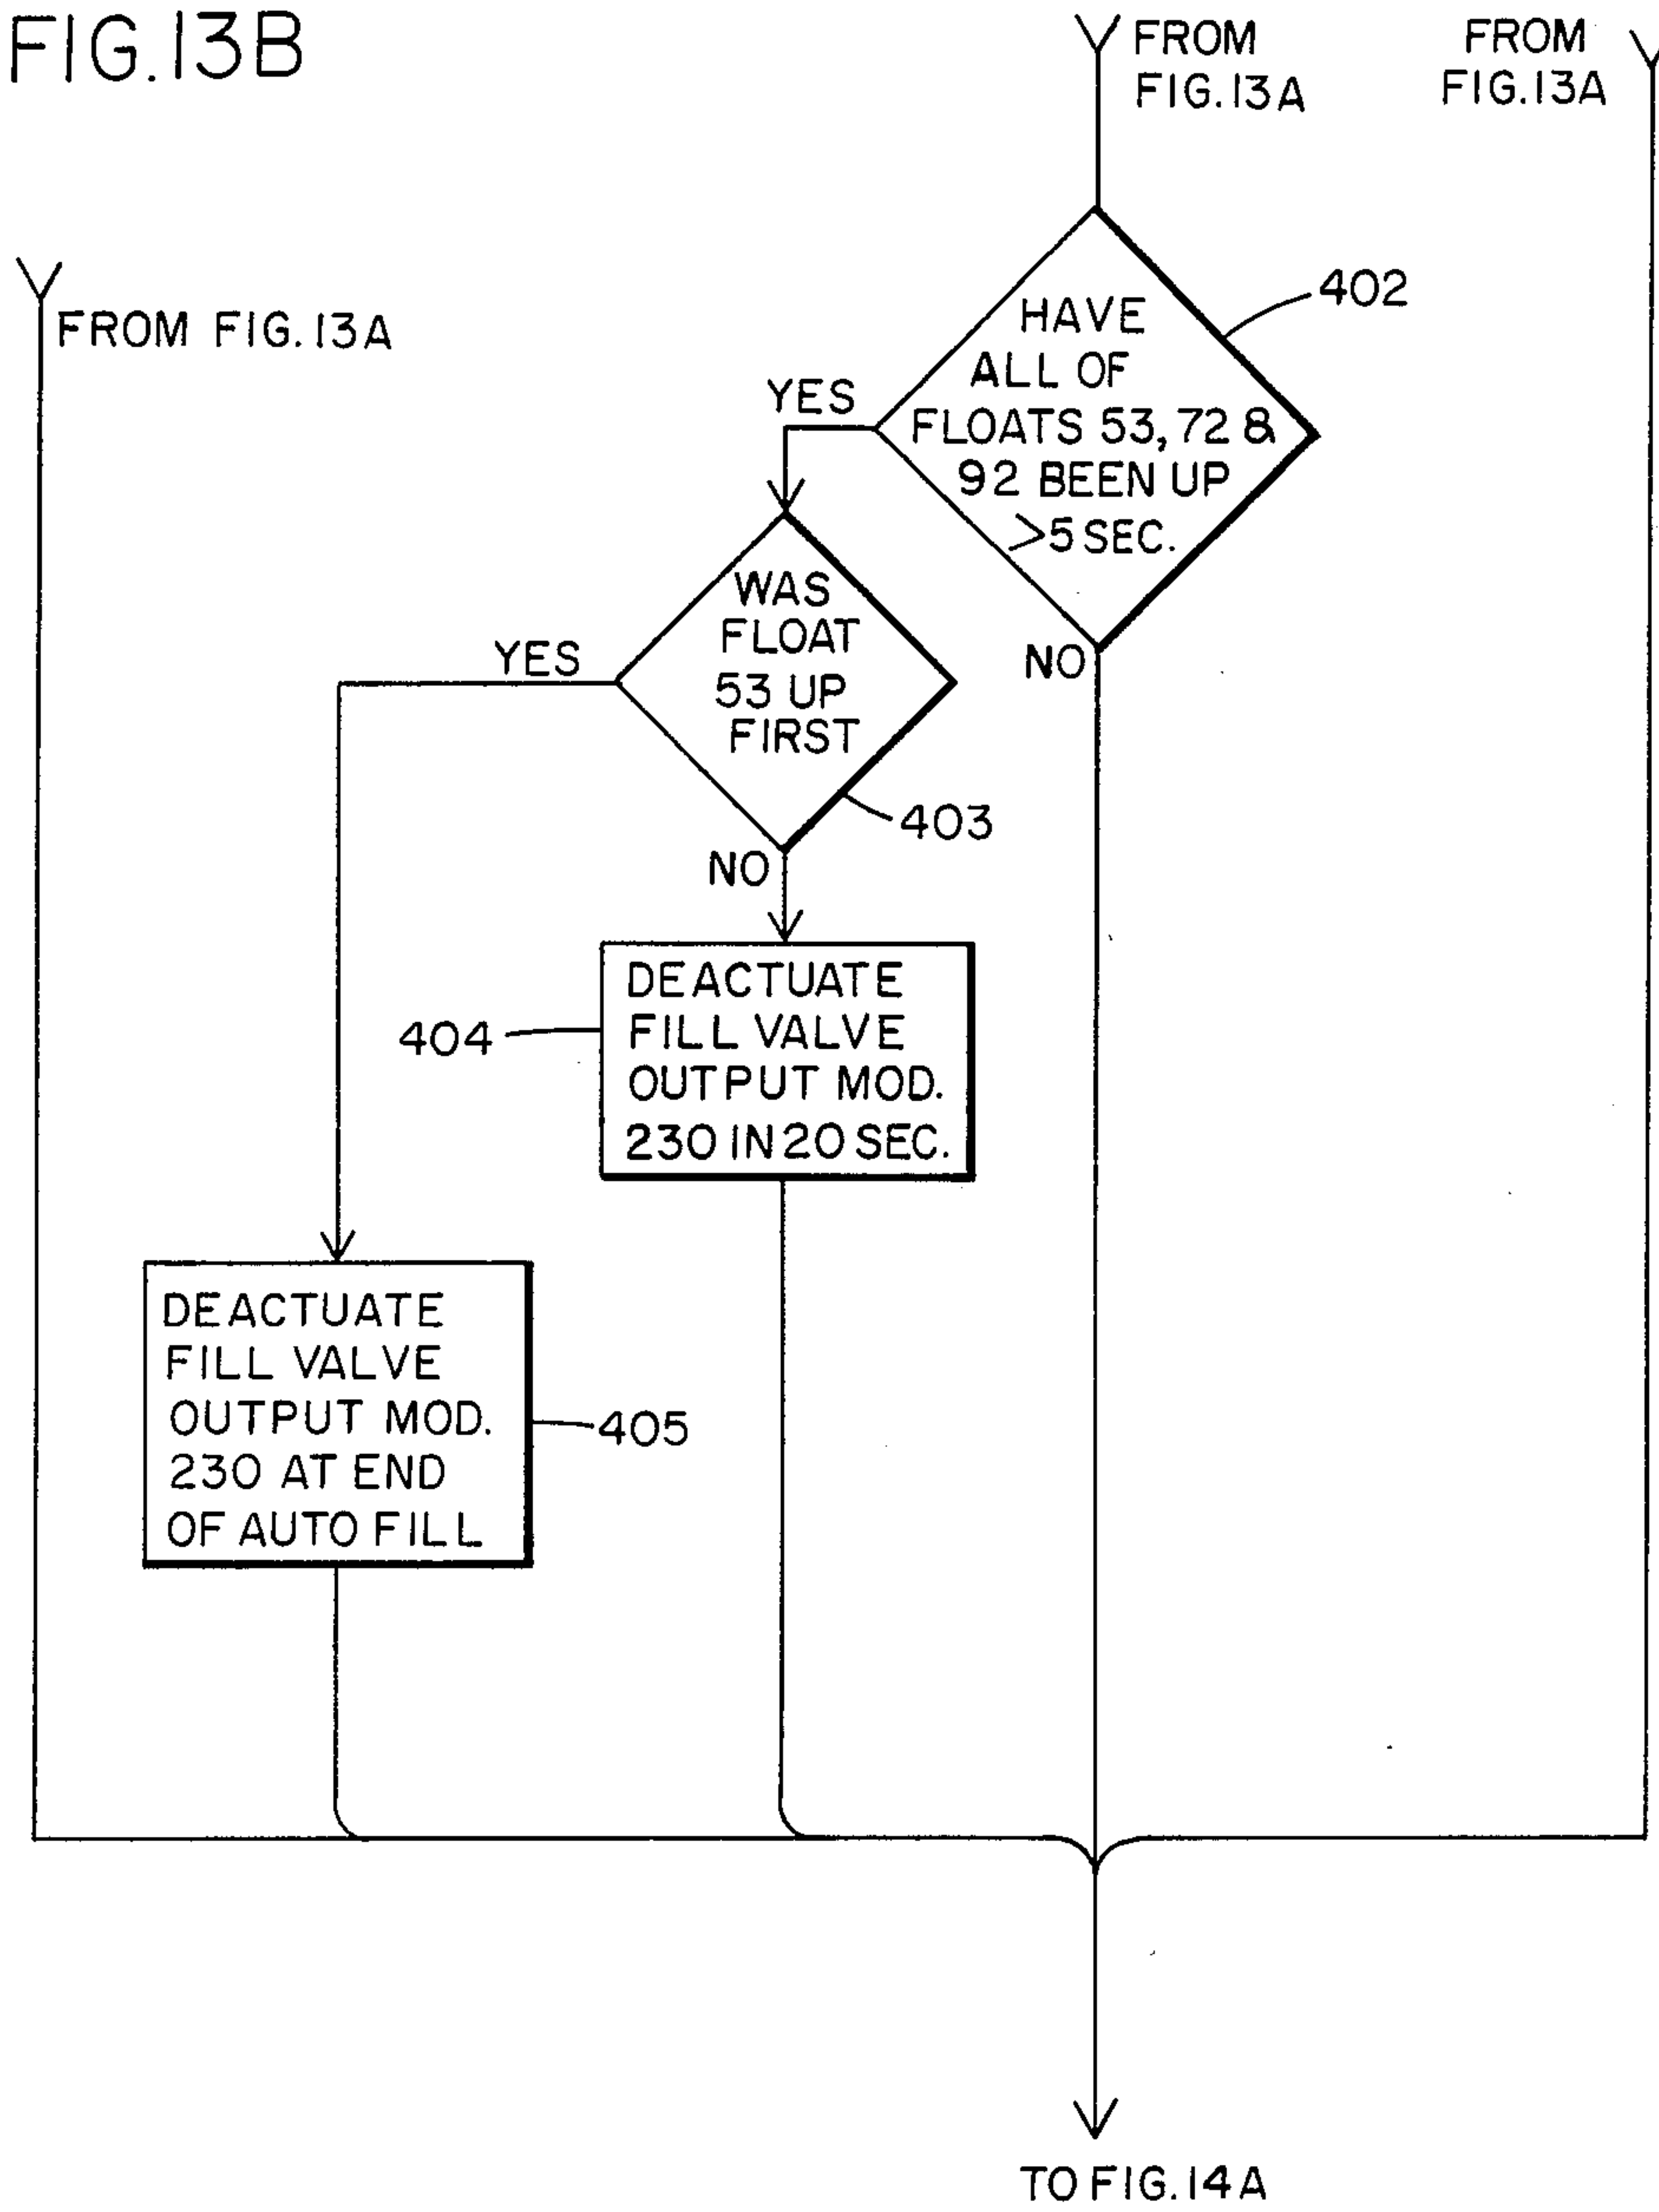 FIG.13B
FROM
FIG.13A
FROM
FIG.13A
FROM FIG.13A
402
HAVE
ALL OF
FLOATS 53, 72 &
92 BEEN UP
>5 SEC.
YES
NO
WAS
FLOAT
53 UP
FIRST
YES
403
NO
DEACTUATE
FILL VALVE
OUTPUT MOD.
230 IN 20 SEC.
404
DEACTUATE
FILL VALVE
OUTPUT MOD.
230 AT END
OF AUTO FILL
405
TO FIG.14A